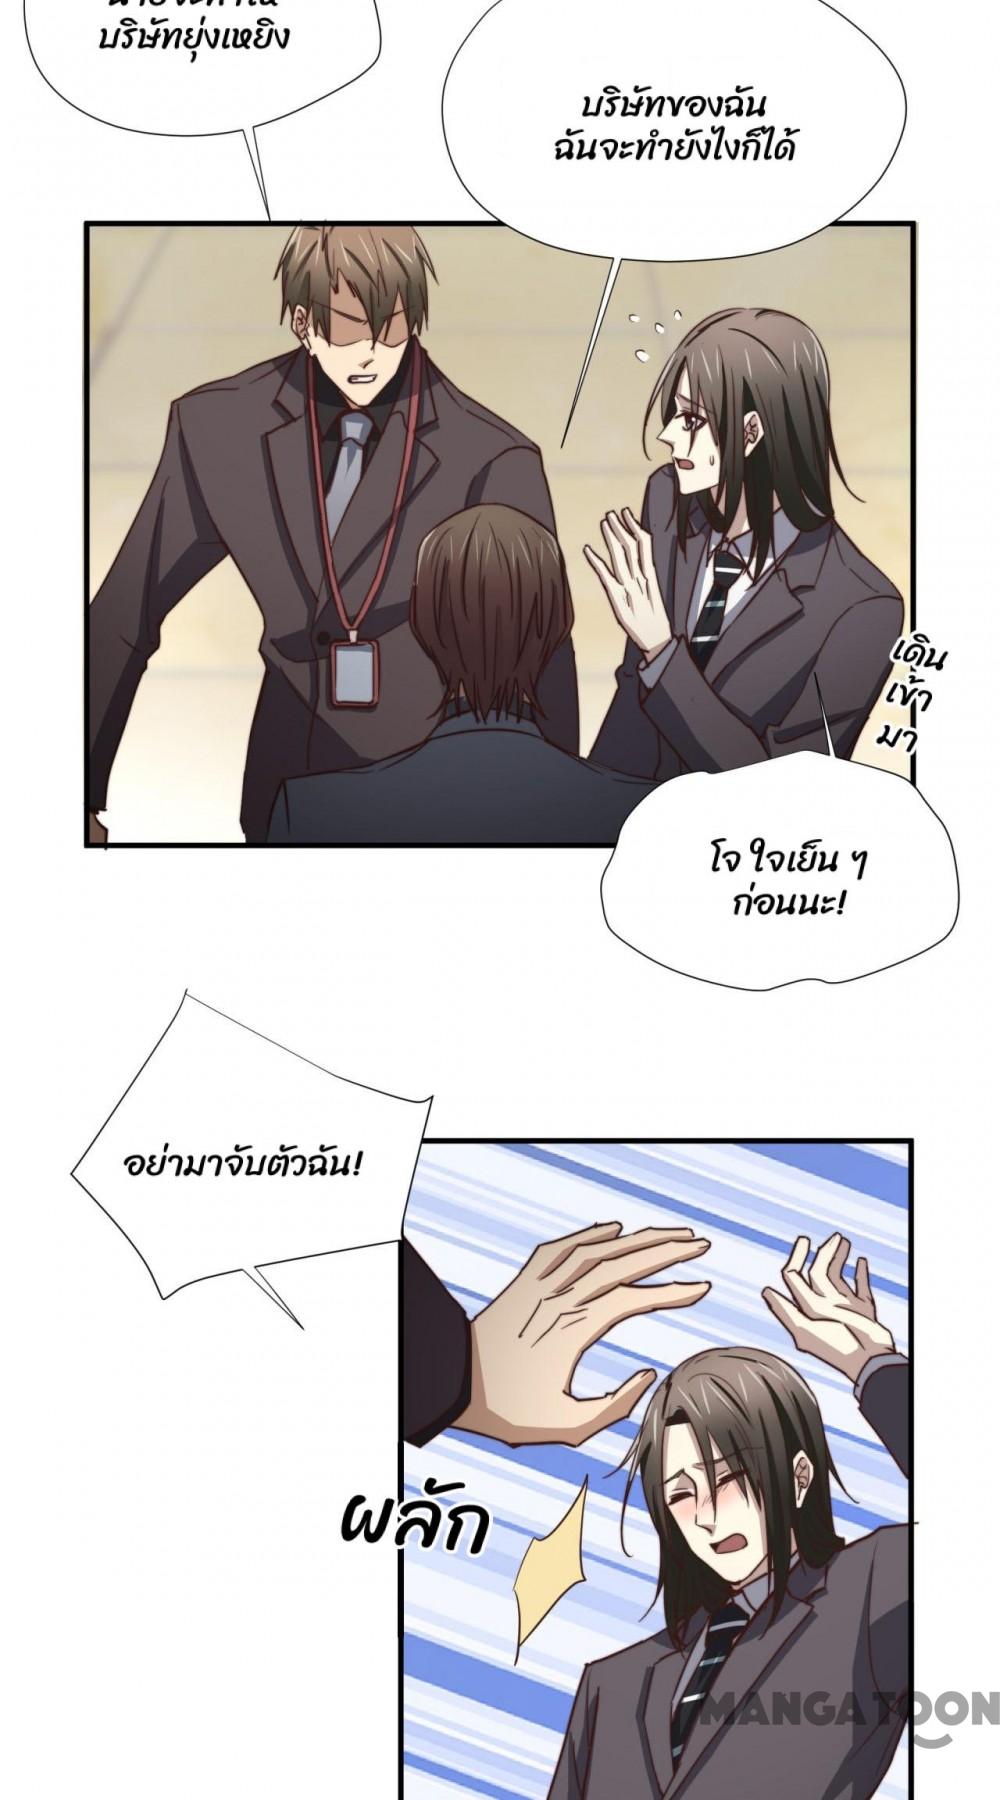 บริษัทยุ่งเหยิง
บริษัทของฉัน
ฉันจะทำยังไงก็ได้
เดิน
เข้า
มา
โจ ใจเย็น ๆ
ก่อนนะ!
อย่ามาจับตัวฉัน!
ผลัก
MANGATOON